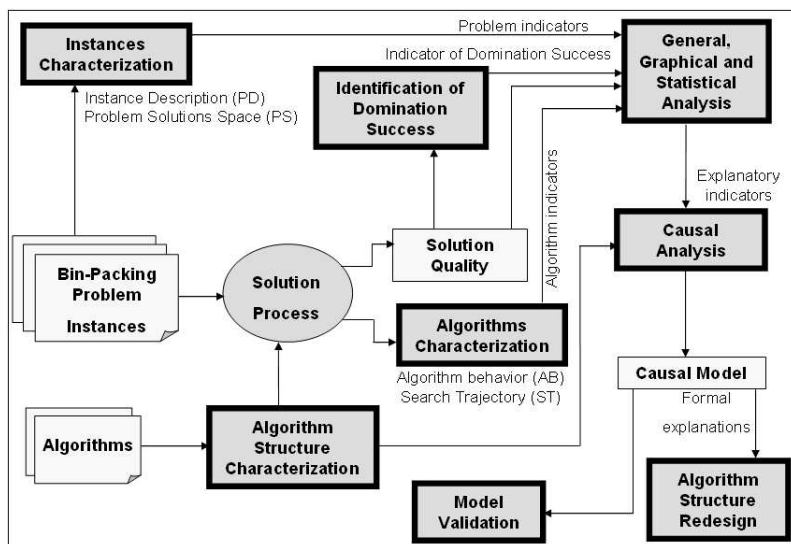 Instances
Characterization
Problem indicators
Indicator of Domination Success
General,
Graphical and
Statistical
Analysis
Instance Description (PD)
Problem Solutions Space (PS)
Identification of
Domination
Success
Algorithm indicators
Explanatory
indicators
Bin-Packing
Problem
Instances
Solution
Process
Solution
Quality
Causal
Analysis
Algorithms
Characterization
Algorithm behavior (AB)
Search Trajectory (ST)
Causal Model
Formal
explanations
Algorithms
Algorithm
Structure
Characterization
Model
Validation
Algorithm
Structure
Redesign